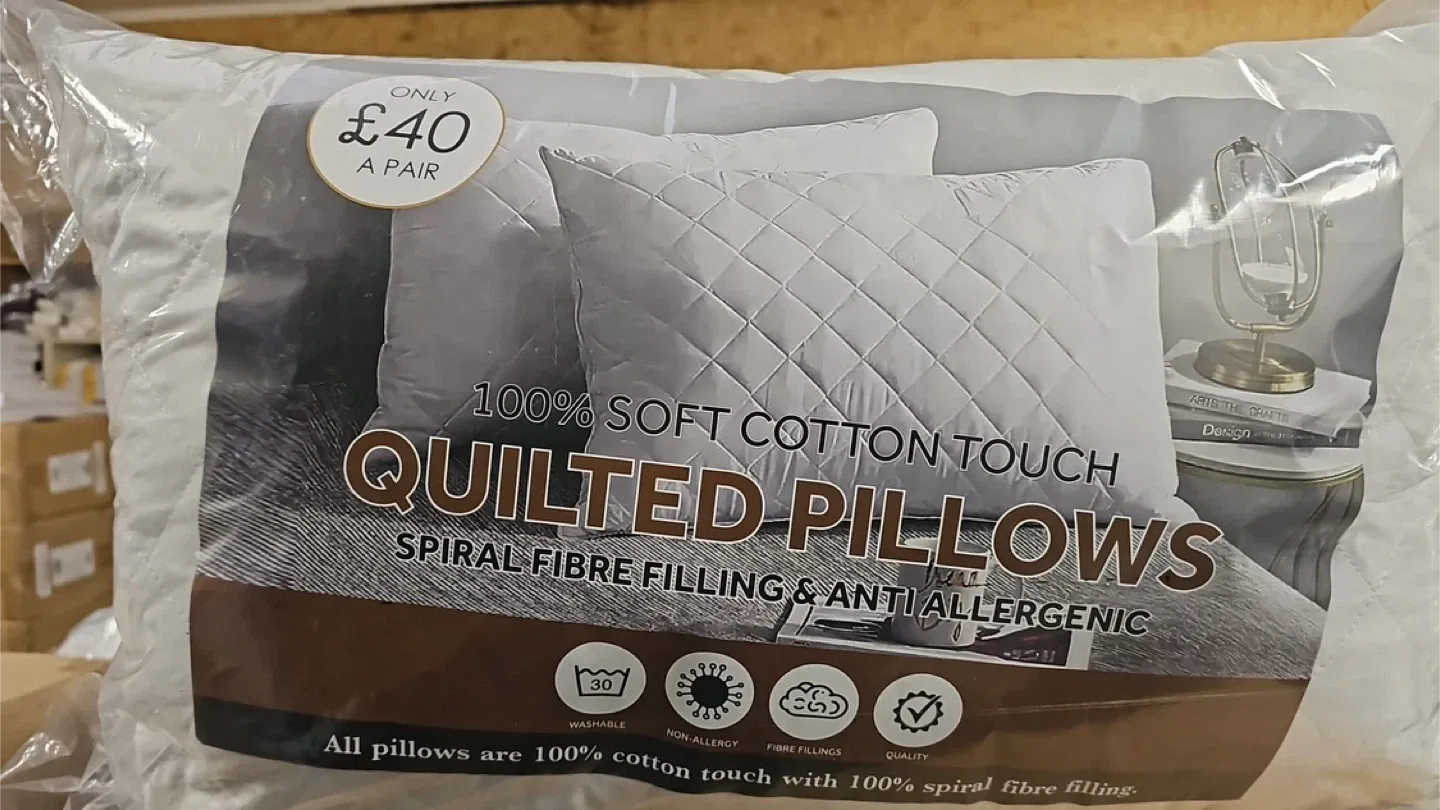 ONLY
£40
A PAIR
100% SOFT COTTON TOUCH
QUILTED PILLOWS
SPIRAL FIBRE FILLING & ANTI ALLERGENIC
Design
30
WASHABLE
NON-ALLERGY
FIBRE FILLINGS
QUALITY
All pillows are 100% cotton touch with 100% spiral fibre filling.